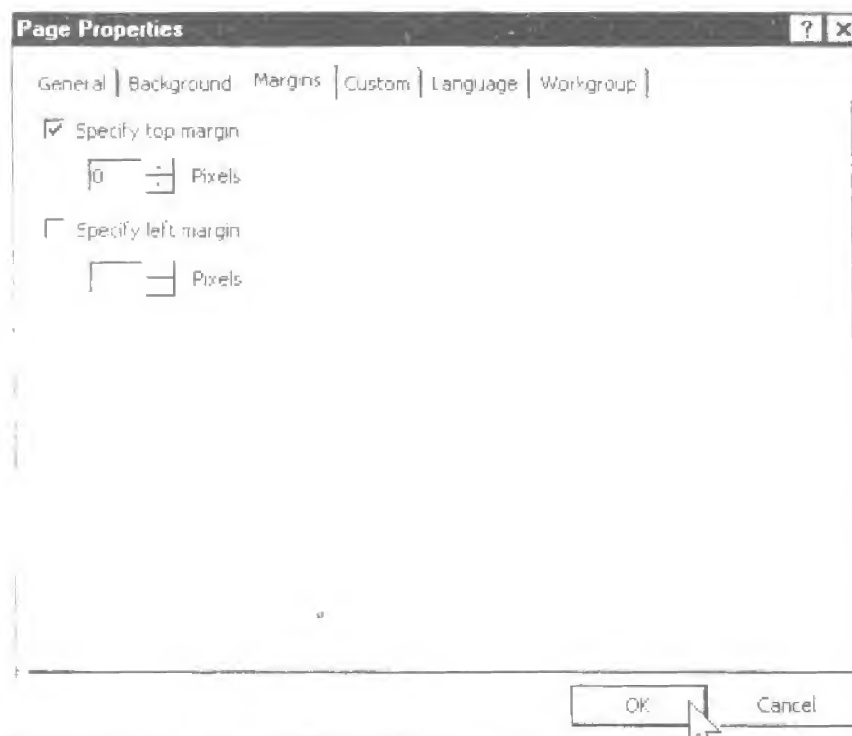 Page Properties
General Background Margins Custom Language Workgroup
Specify top margin
0 Pixels
Specify left margin
Pixels
OK Cancel